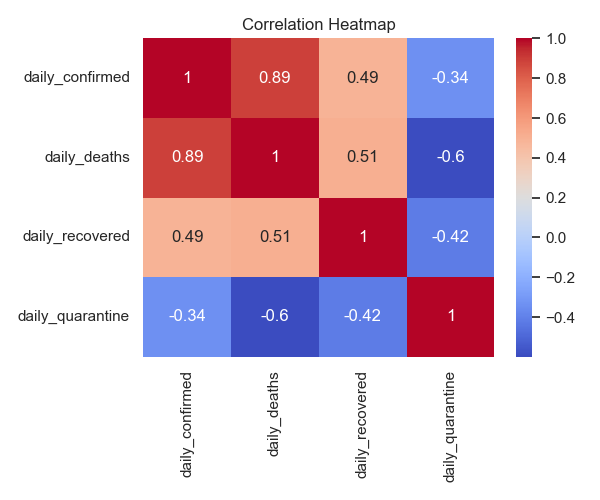 Correlation Heatmap
daily_confirmed 1 0.89 0.49 -0.34
daily_deaths 0.89 1 0.51 -0.6
daily_recovered 0.49 0.51 1 -0.42
daily_quarantine -0.34 -0.6 -0.42 1
daily_confirmed
daily_deaths
daily_recovered
daily_quarantine
1.0
0.8
0.6
0.4
0.2
0.0
−0.2
−0.4